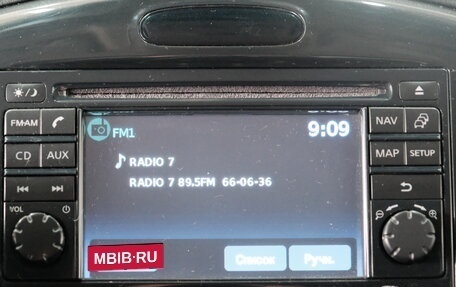 FM·AM
CD AUX
VOL
FM1 9:09
RADIO 7
RADIO 7 89.5FM 66-06-36
Список Ручн.
MBIB·RU
NAV
MAP SETUP